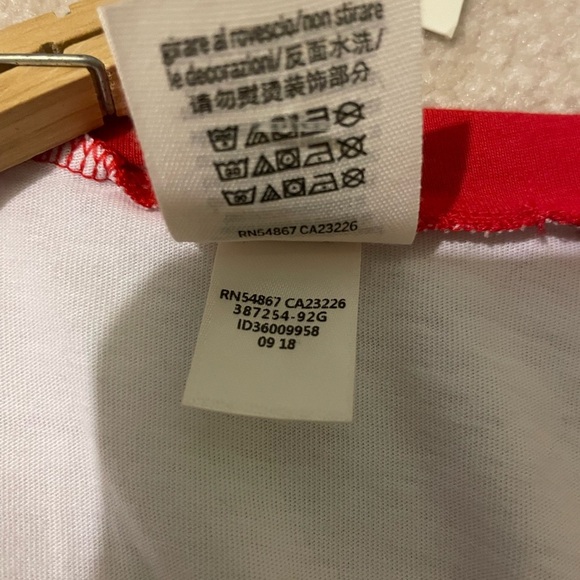 girare al rovescio/non stirare
le decorazioni/反面水洗/
请勿熨烫装饰部分
RN54867 CA23226
RN54867 CA23226
387254-92G
ID36009958
09 18